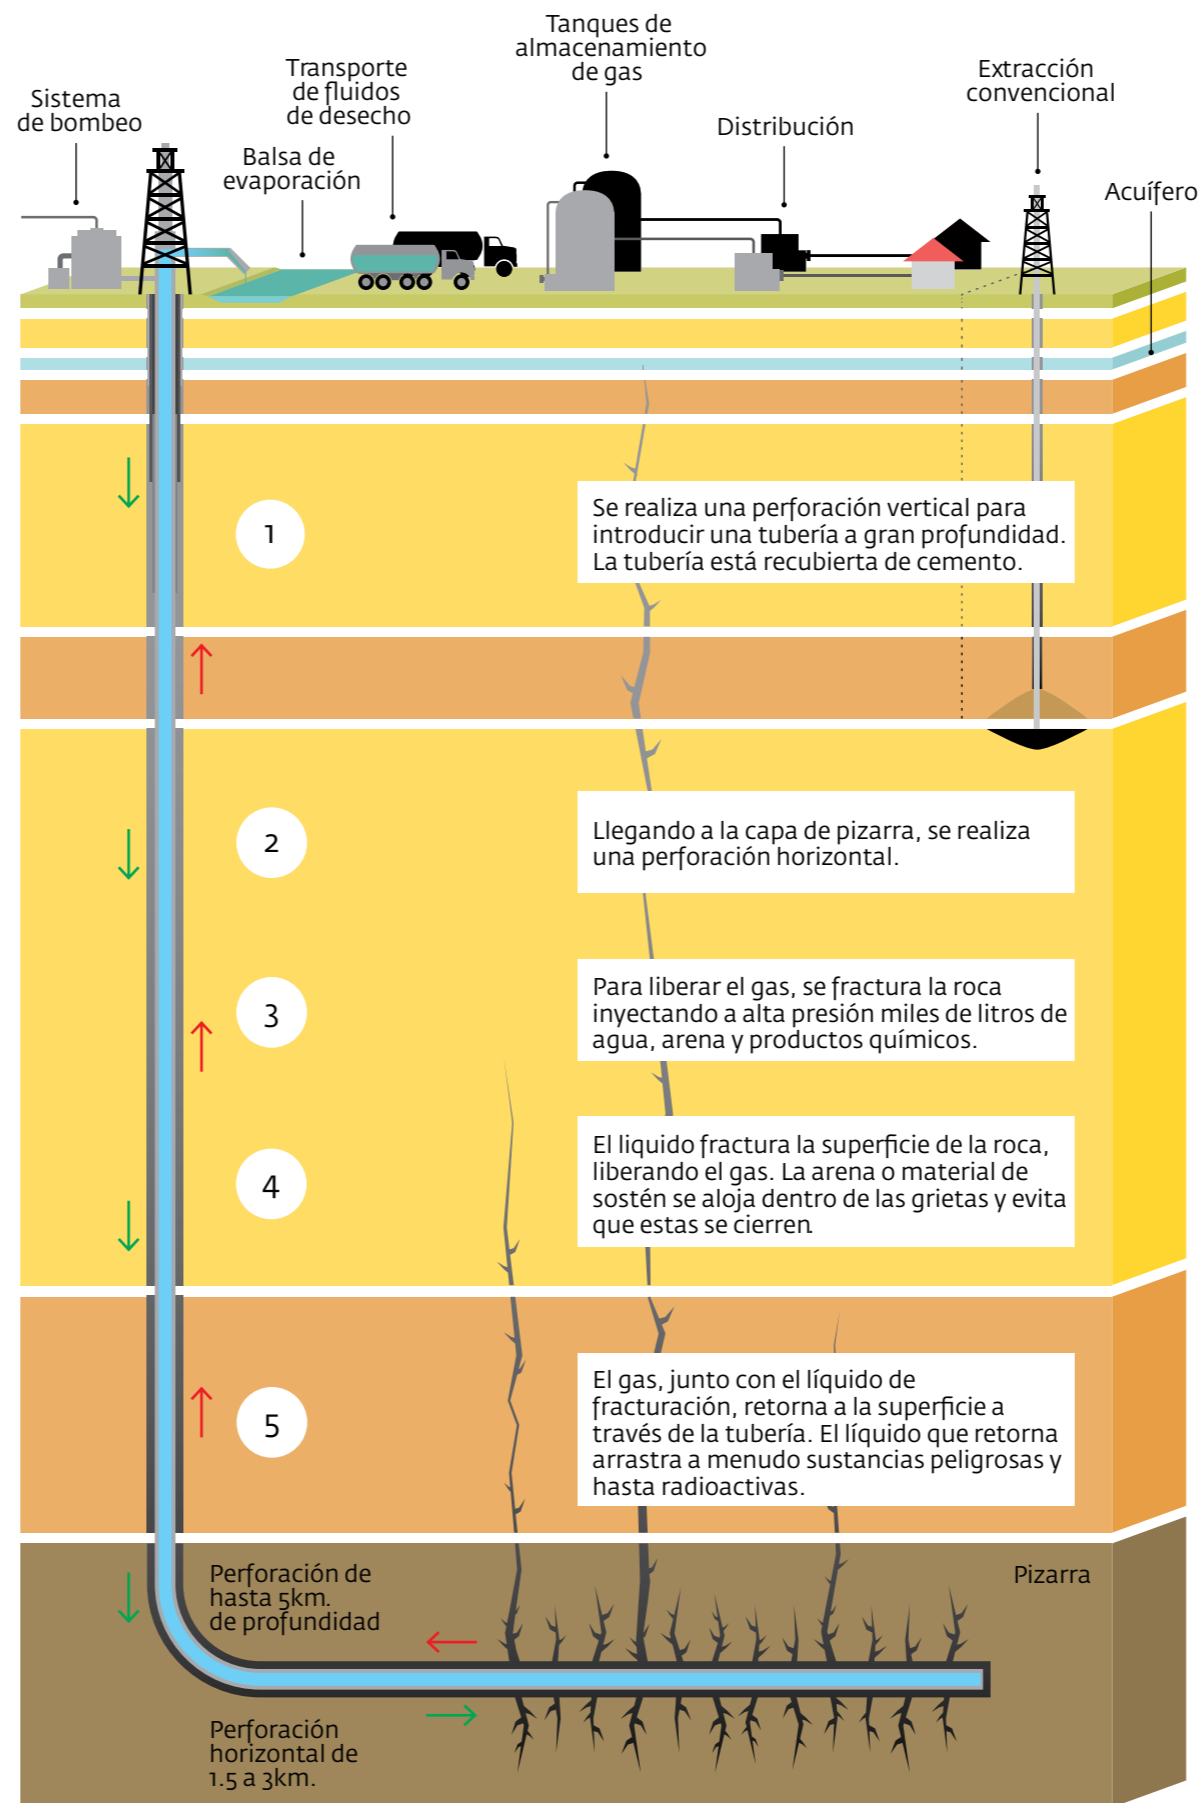 Tanques de
almacenamiento
de gas
Transporte
de fluidos
de desecho
Extracción
convencional
Sistema
de bombeo
Distribución
Balsa de
evaporación
Acuífero
1
Se realiza una perforación vertical para
introducir una tubería a gran profundidad.
La tubería está recubierta de cemento.
2
Llegando a la capa de pizarra, se realiza
una perforación horizontal.
3
Para liberar el gas, se fractura la roca
inyectando a alta presión miles de litros de
agua, arena y productos químicos.
4
El liquido fractura la superficie de la roca,
liberando el gas. La arena o material de
sostén se aloja dentro de las grietas y evita
que estas se cierren.
5
El gas, junto con el líquido de
fracturación, retorna a la superficie a
través de la tubería. El líquido que retorna
arrastra a menudo sustancias peligrosas y
hasta radioactivas.
Perforación de
hasta 5km.
de profundidad
Pizarra
Perforación
horizontal de
1.5 a 3km.